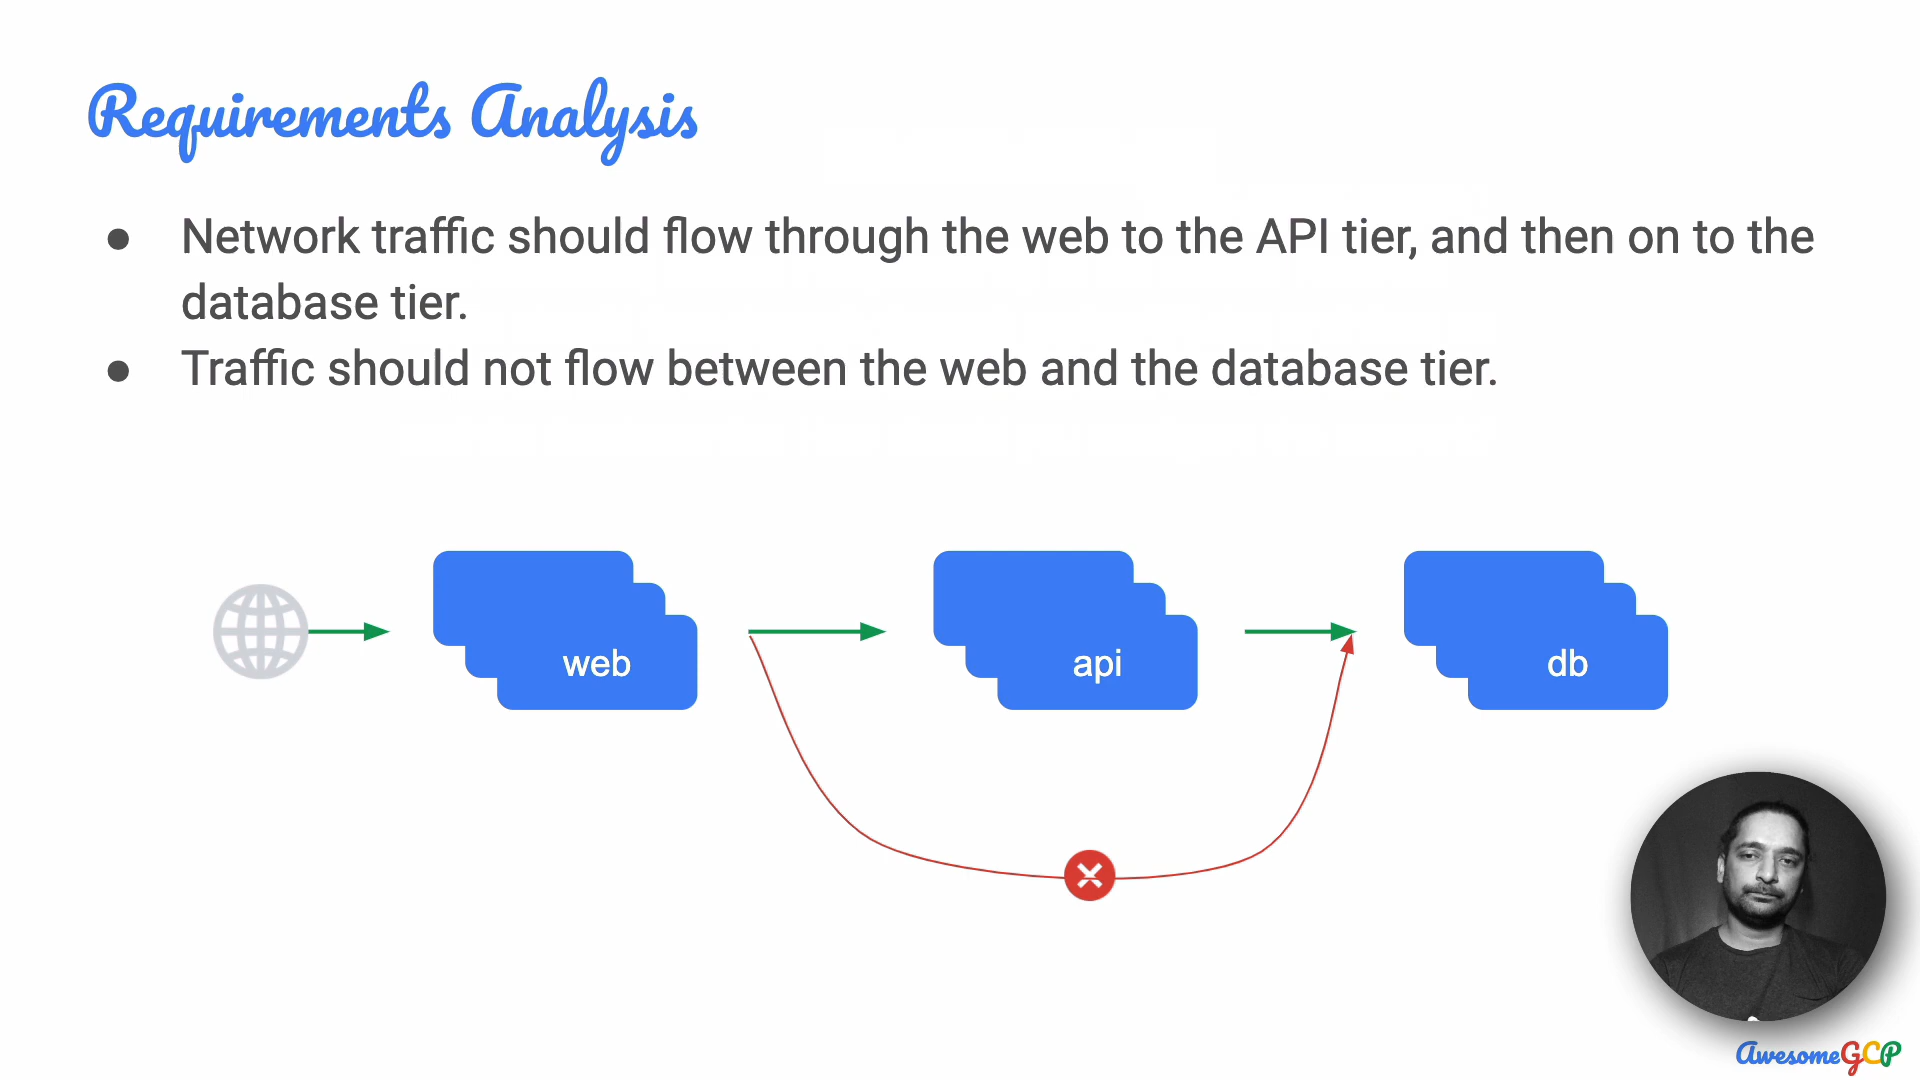 Requirements Analysis
● Network traffic should flow through the web to the API tier, and then on to the
database tier.
● Traffic should not flow between the web and the database tier.
web
api
db
AwesomeGCP